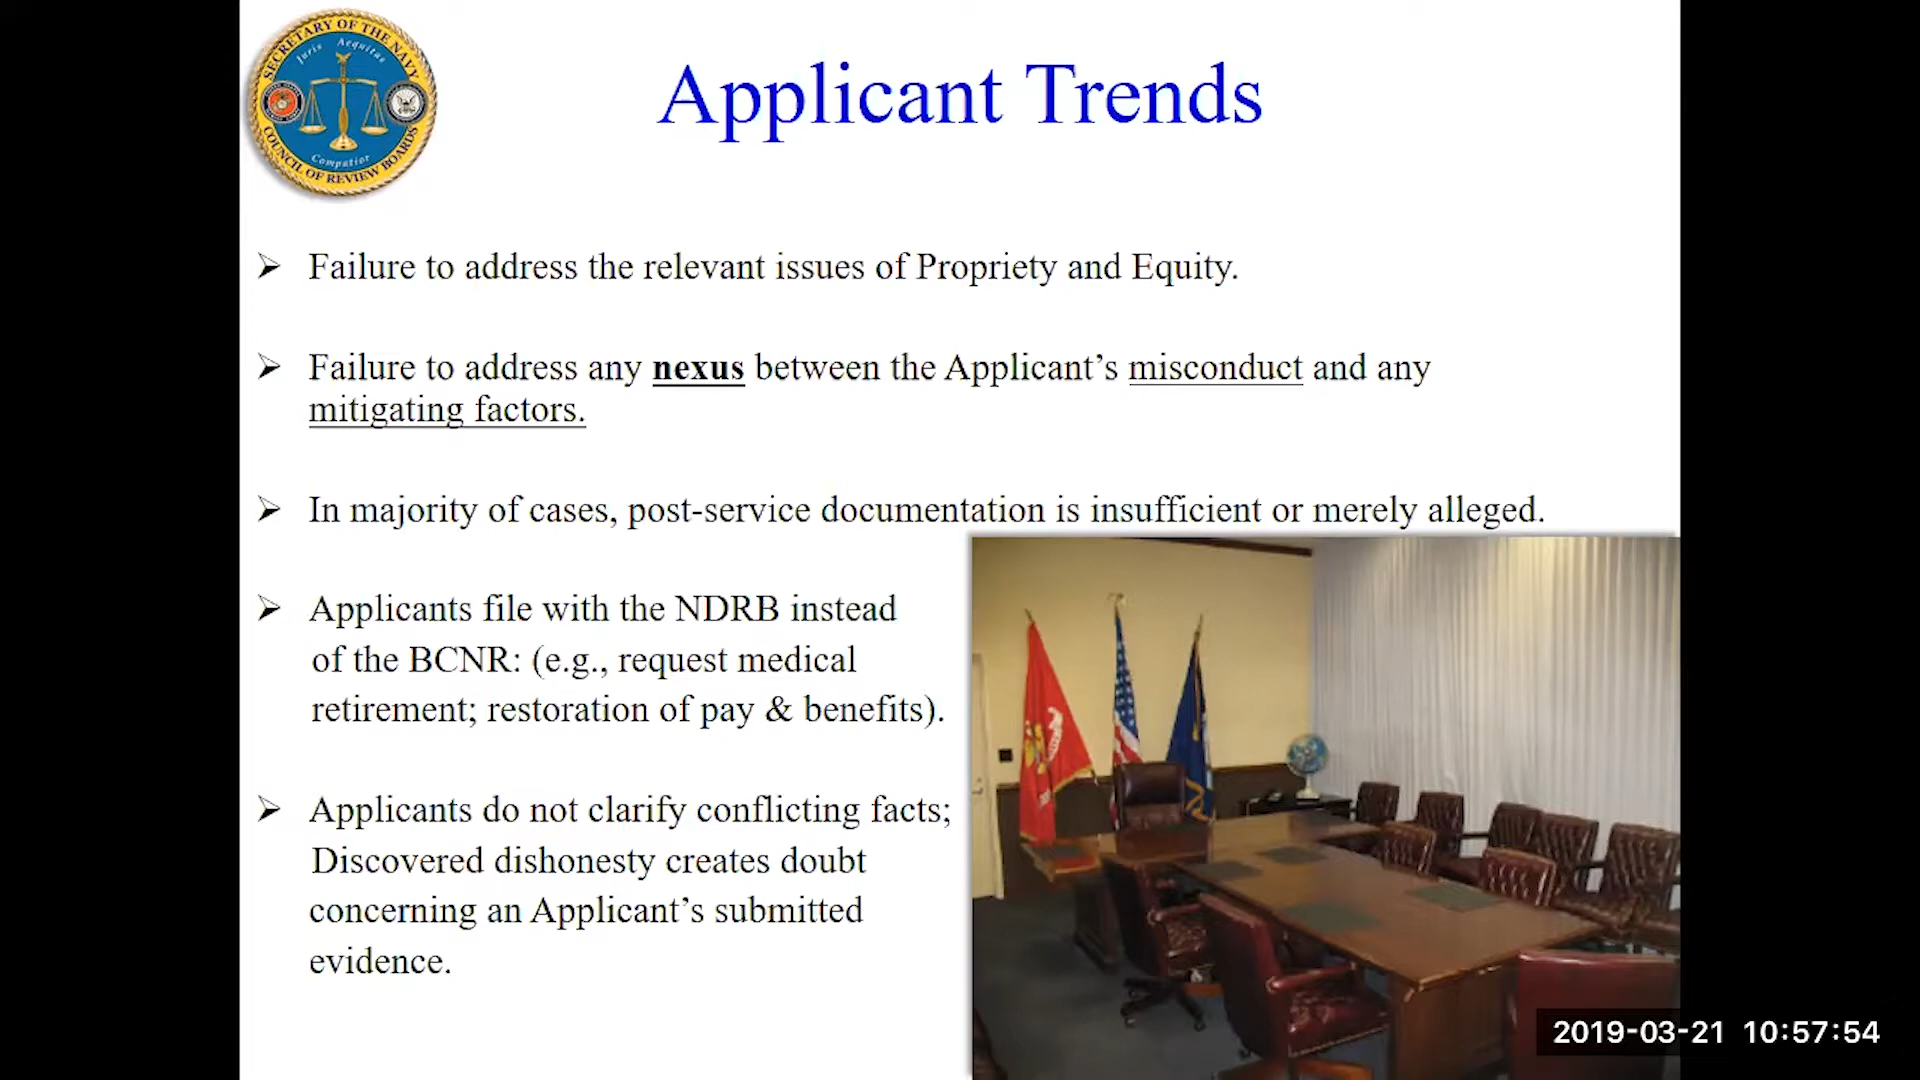 SECRETARY OF THE NAVY
Juris Aequitas
Compatior
COUNCIL OF REVIEW BOARDS
Applicant Trends
➢ Failure to address the relevant issues of Propriety and Equity.
➢ Failure to address any nexus between the Applicant’s misconduct and any
mitigating factors.
➢ In majority of cases, post-service documentation is insufficient or merely alleged.
➢ Applicants file with the NDRB instead
of the BCNR: (e.g., request medical
retirement; restoration of pay & benefits).
➢ Applicants do not clarify conflicting facts;
Discovered dishonesty creates doubt
concerning an Applicant’s submitted
evidence.
2019-03-21 10:57:54